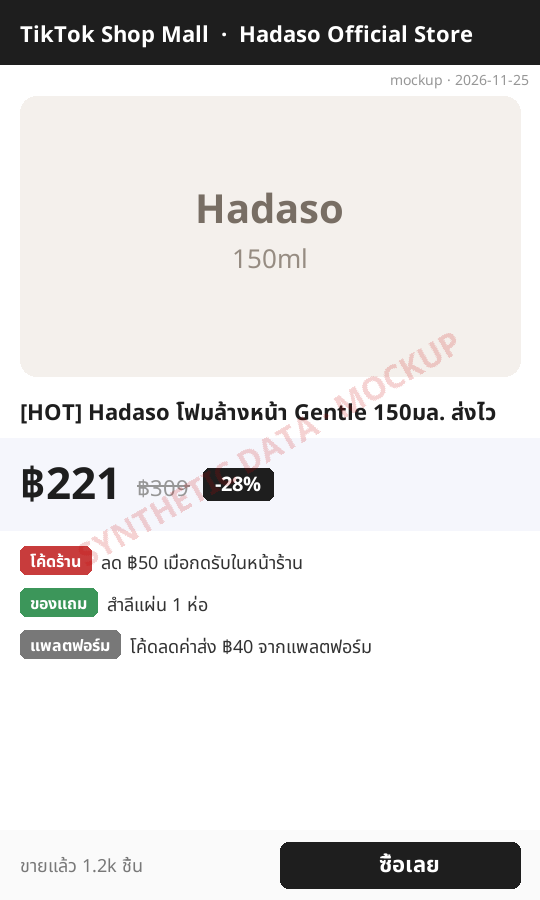 TikTok Shop Mall · Hadaso Official Store
mockup · 2026-11-25
Hadaso
150ml
[HOT] Hadaso โฟมล้างหน้า Gentle 150มล. ส่งไว
฿221 ฿309 -28%
โค้ดร้าน ลด ฿50 เมื่อกดรับในหน้าร้าน
ของแถม สำลีแผ่น 1 ห่อ
แพลตฟอร์ม โค้ดลดค่าส่ง ฿40 จากแพลตฟอร์ม
SYNTHETIC DATA · MOCKUP
ขายแล้ว 1.2k ชิ้น
ซื้อเลย